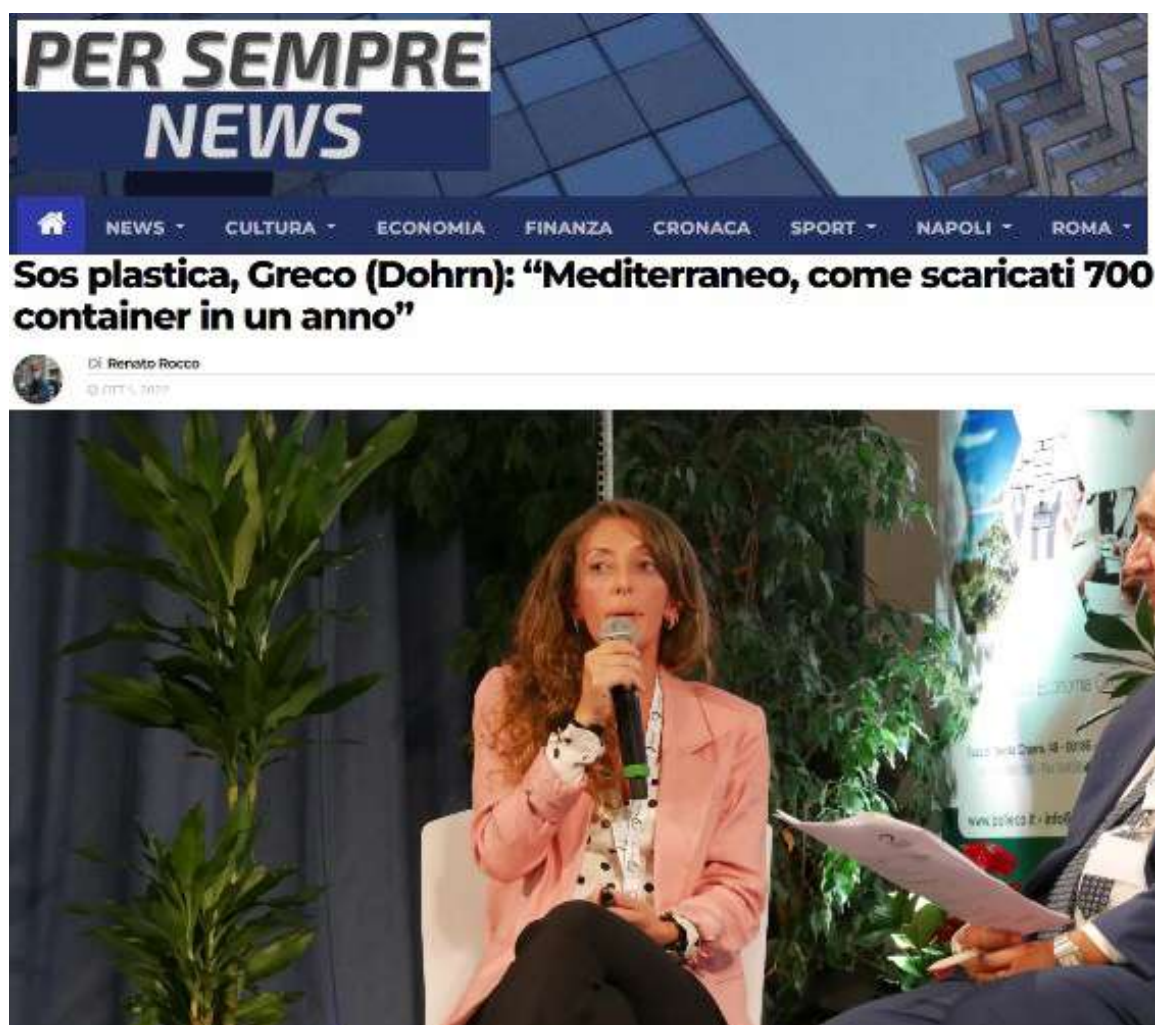 PER SEMPRE
NEWS
NEWS
CULTURA
ECONOMIA
FINANZA
CRONACA
SPORT
NAPOLI
ROMA
Sos plastica, Greco (Dohrn): “Mediterraneo, come scaricati 700
container in un anno”
Di Renato Rocco